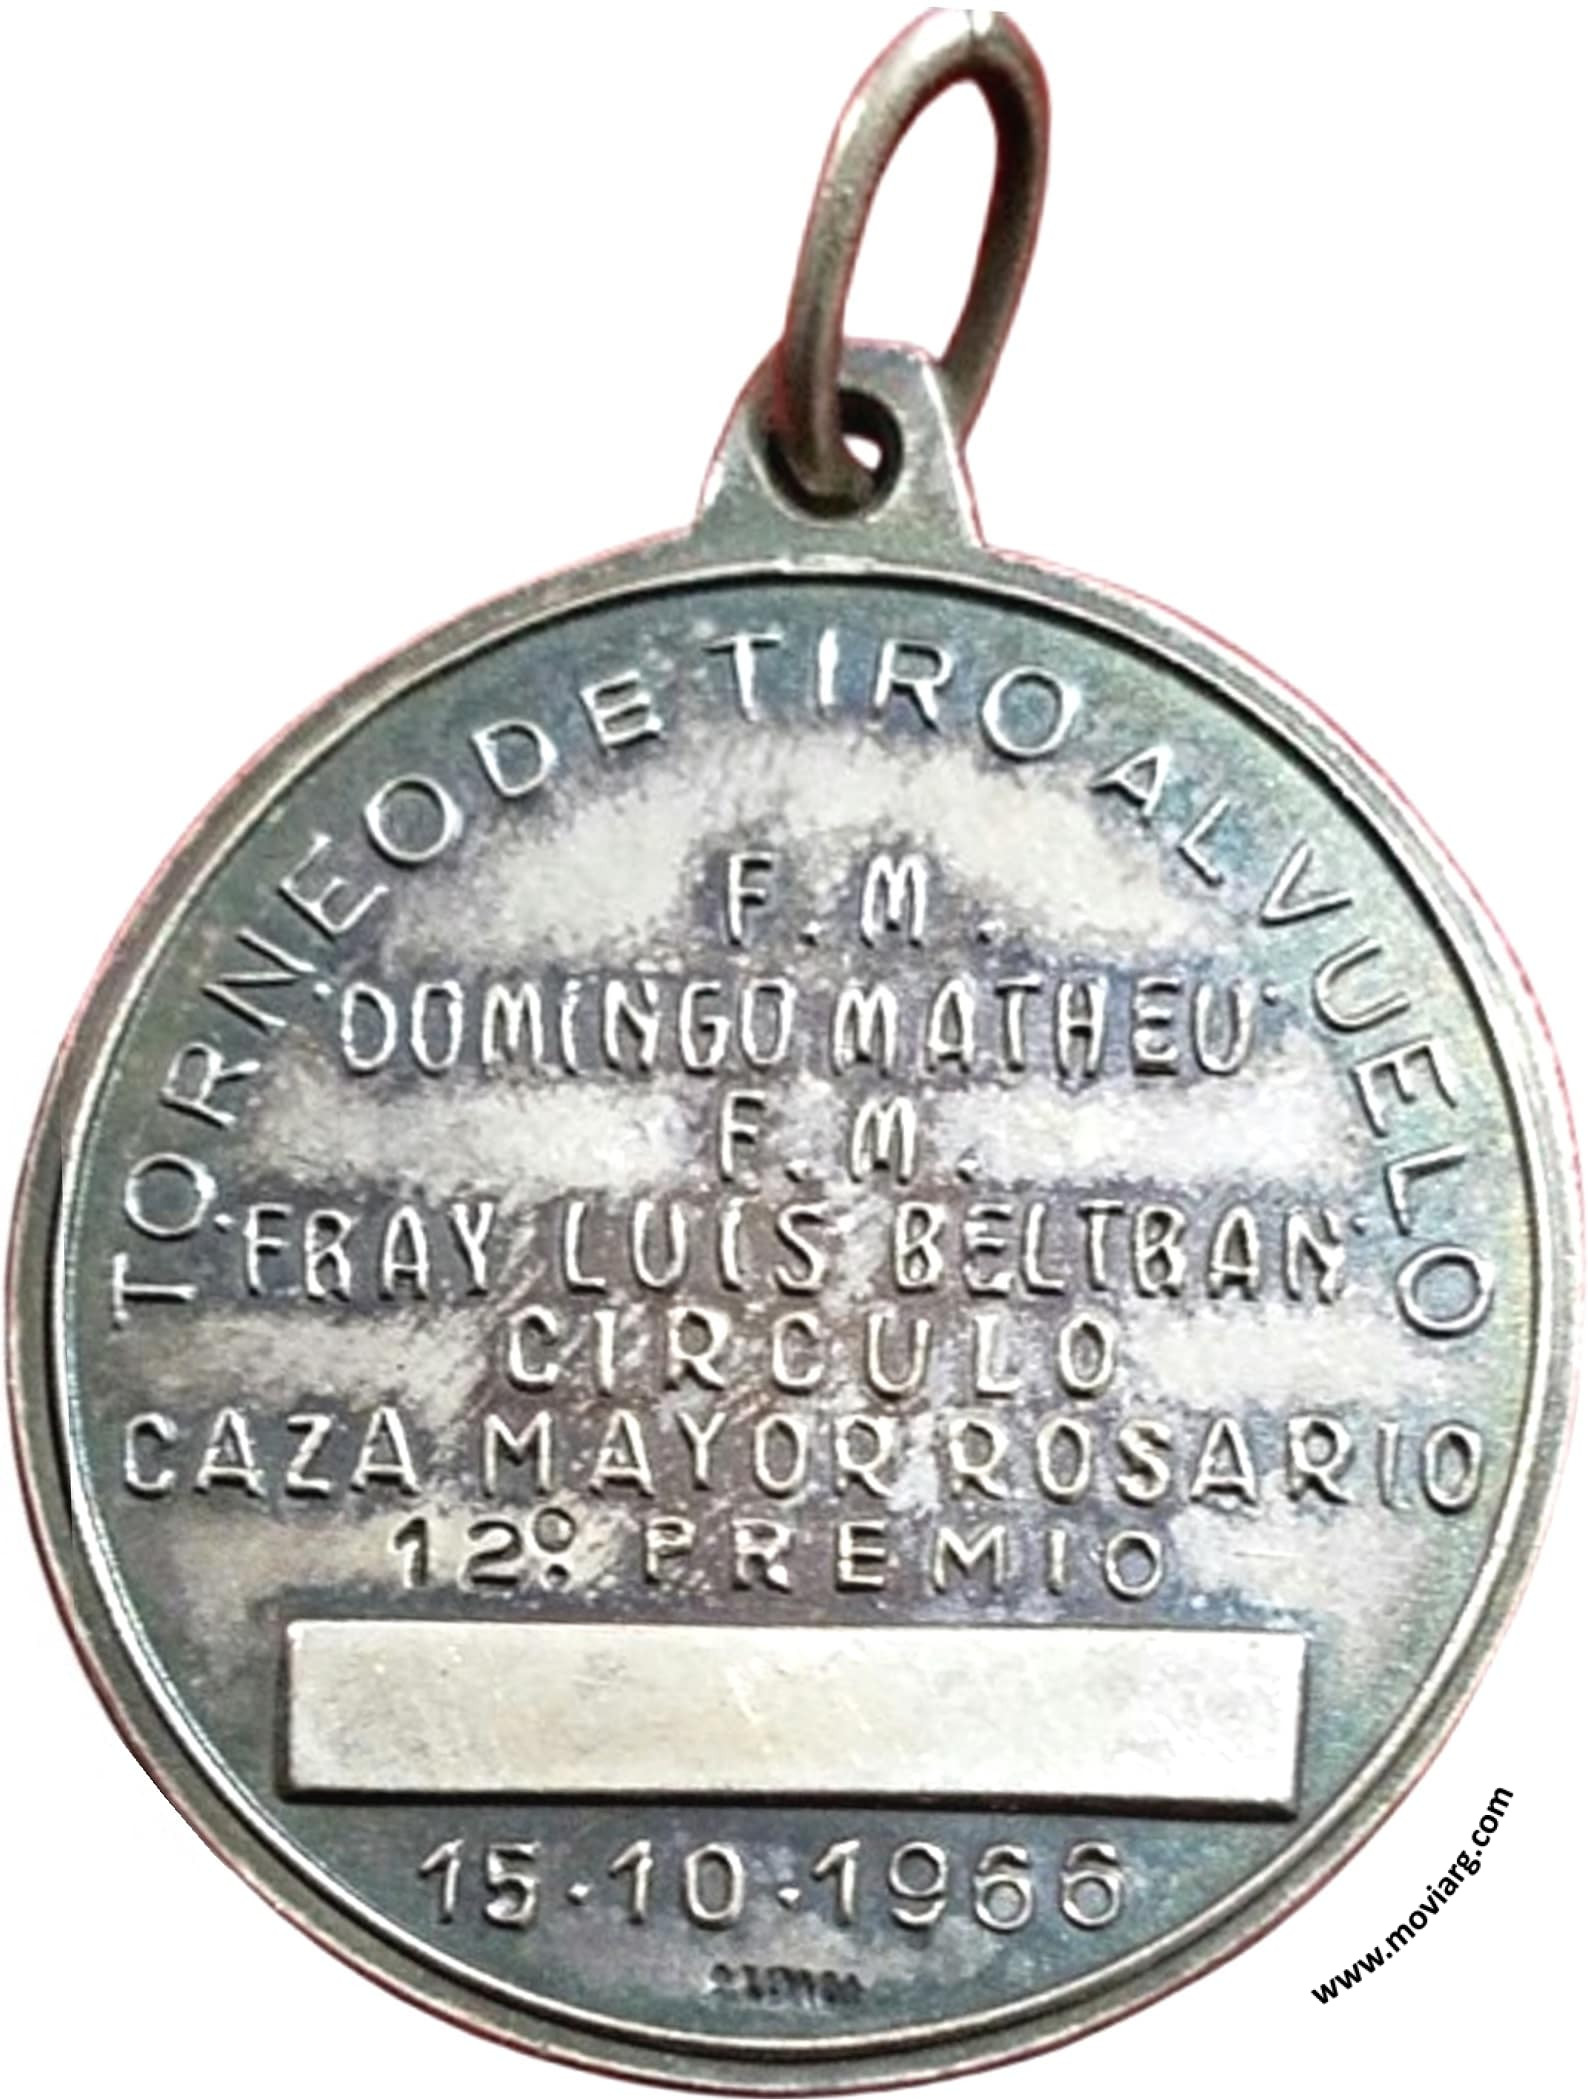 TORNEO DE TIRO AL VUELO
F. M.
"DOMINGO MATHEU"
F. M.
"FRAY LUIS BELTRAN"
CIRCULO
CAZA MAYOR ROSARIO
12º PREMIO
15·10·1966
www.moviarg.com